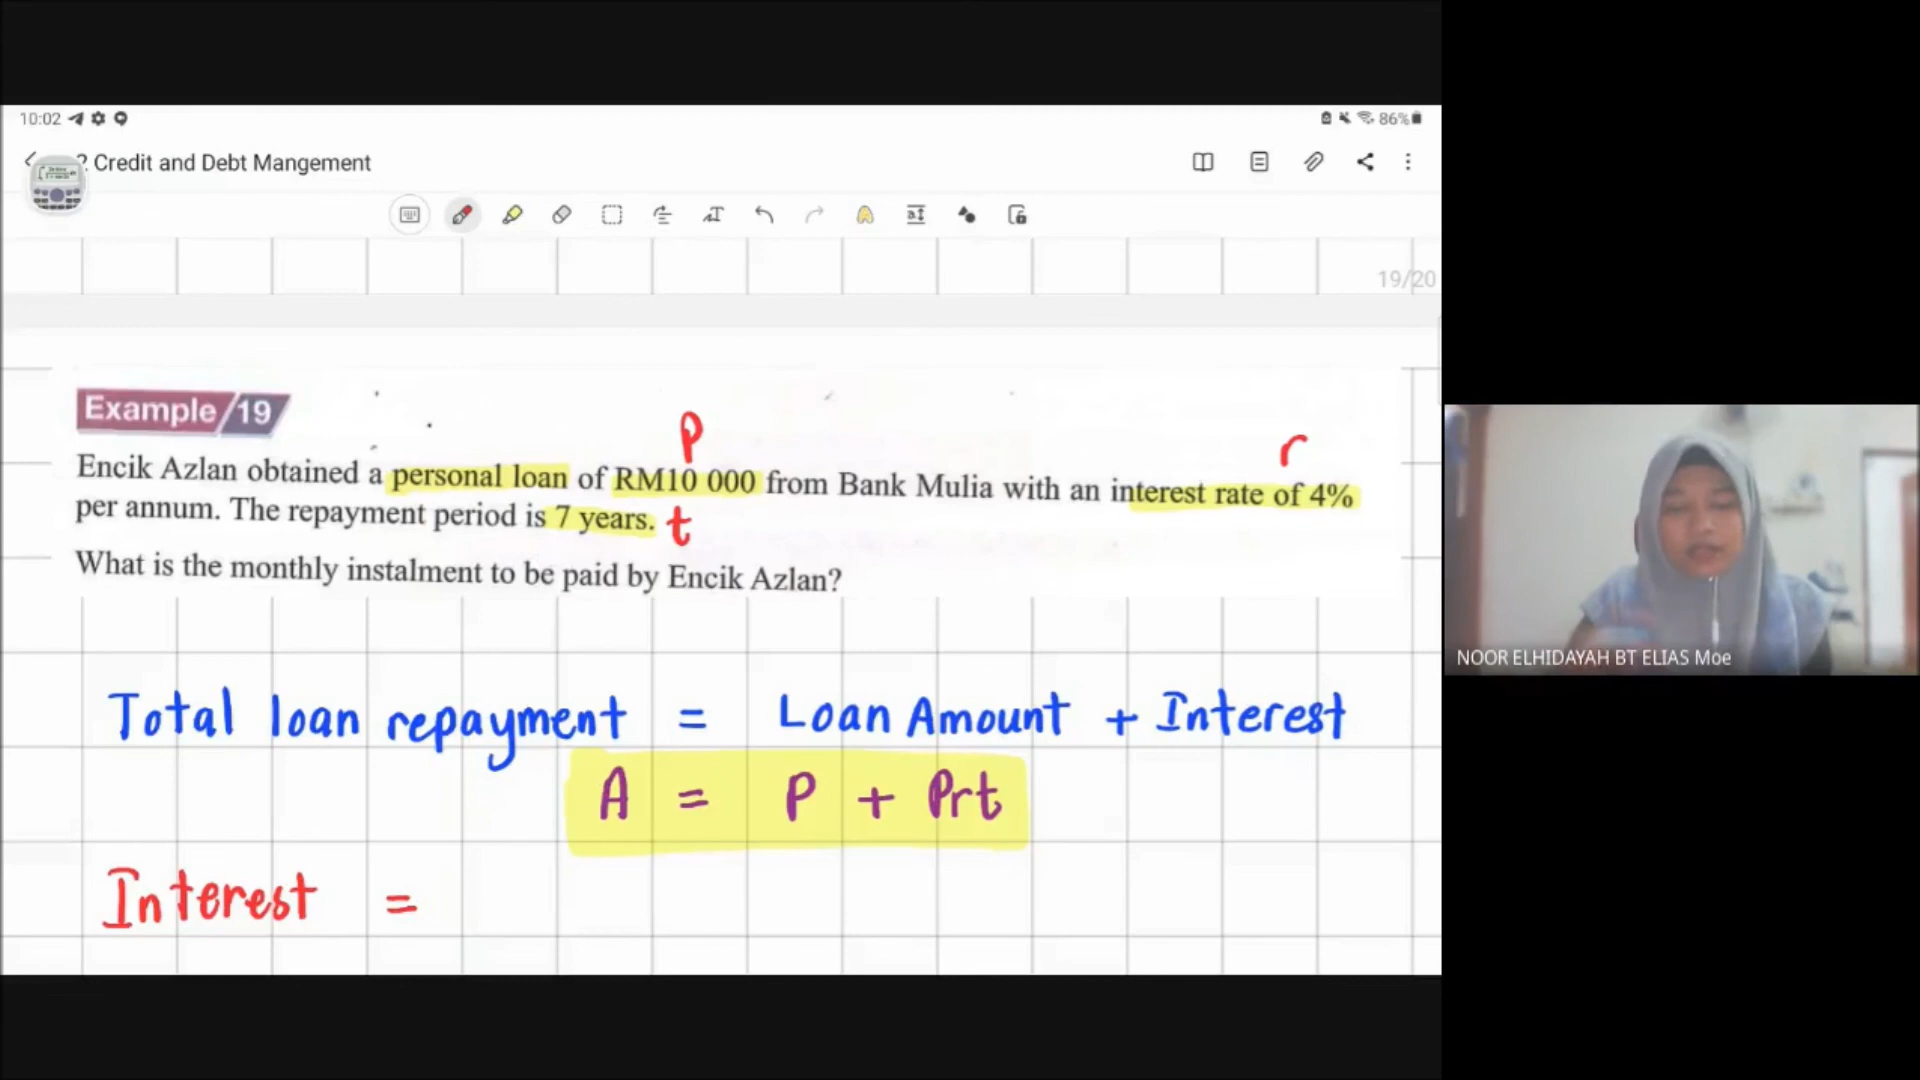 10:02
86%
2 Credit and Debt Mangement
19/20
Example 19
P
r
Encik Azlan obtained a personal loan of RM10 000 from Bank Mulia with an interest rate of 4%
per annum. The repayment period is 7 years. t
What is the monthly instalment to be paid by Encik Azlan?
Total loan repayment = Loan Amount + Interest
A = P + Prt
Interest =
NOOR ELHIDAYAH BT ELIAS Moe